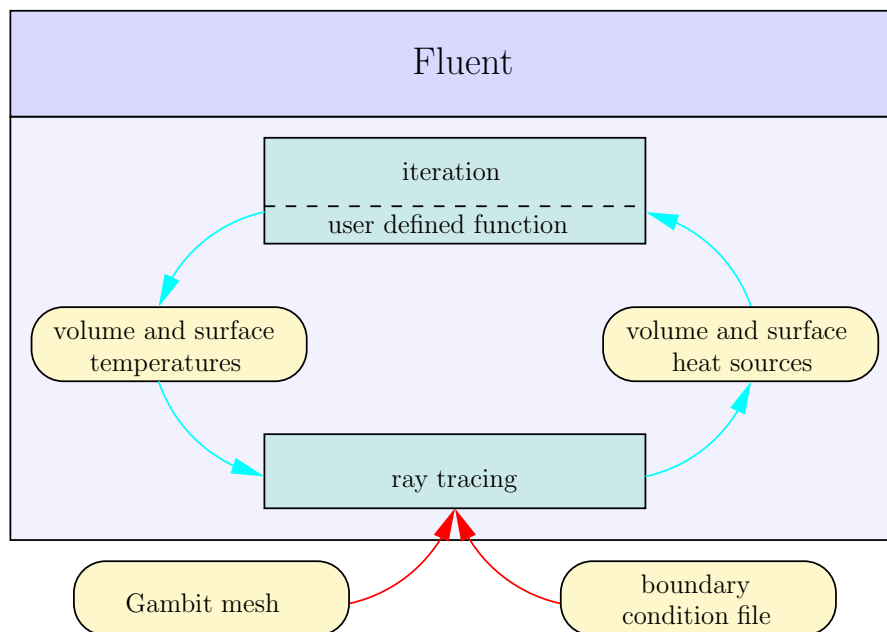 Fluent
iteration
user defined function
volume and surface
temperatures
volume and surface
heat sources
ray tracing
Gambit mesh
boundary
condition file